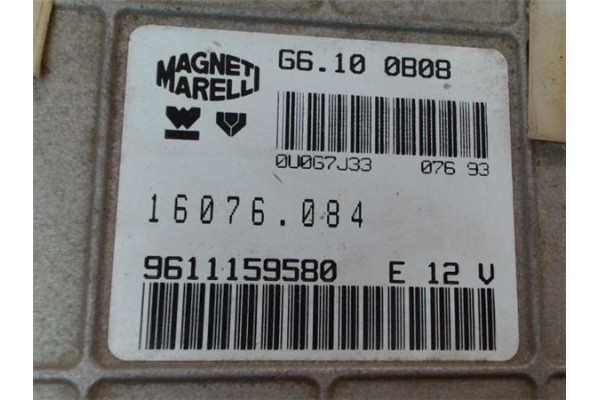 MAGNETI
MARELLI
G6.10 0B08
0U0G7J33 076 93
16076.084
9611159580 E 12 V